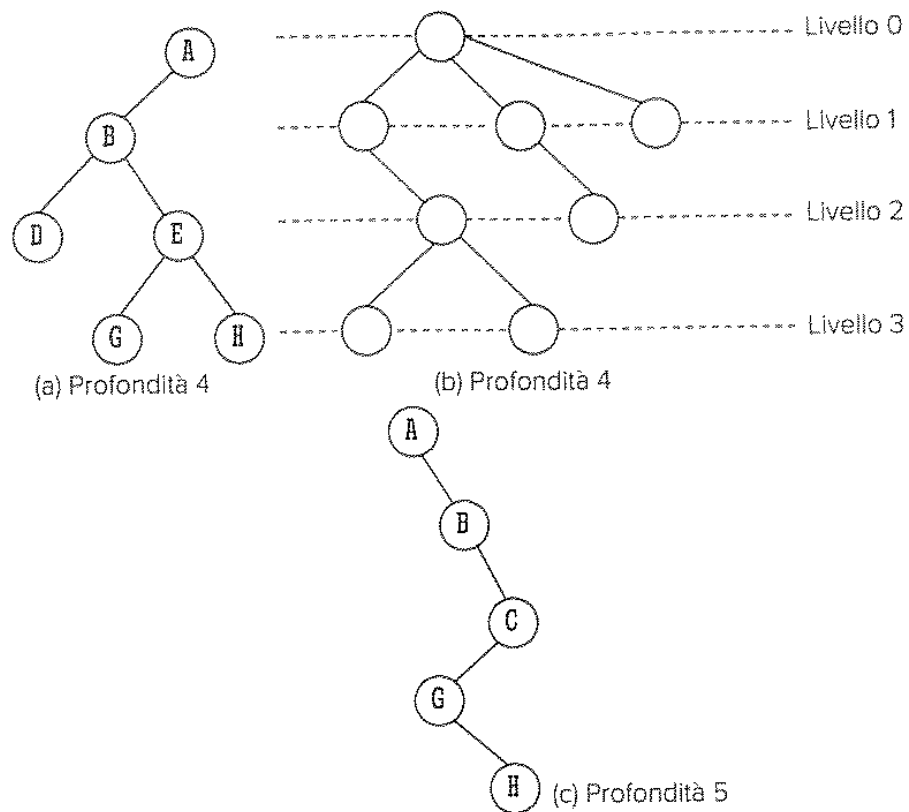 A
Livello 0
B
Livello 1
D
E
Livello 2
G
H
Livello 3
(a) Profondità 4
(b) Profondità 4
A
B
C
G
H
(c) Profondità 5